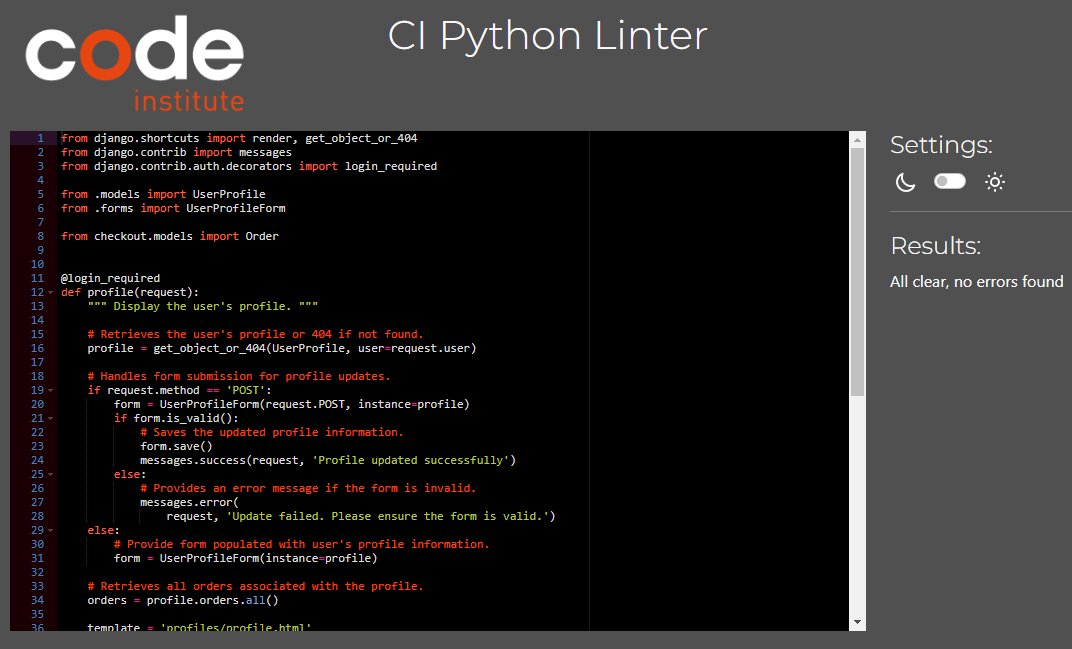 code
institute
CI Python Linter
1 from django.shortcuts import render, get_object_or_404
2 from django.contrib import messages
3 from django.contrib.auth.decorators import login_required
4
5 from .models import UserProfile
6 from .forms import UserProfileForm
7
8 from checkout.models import Order
9
10
11 @login_required
12 def profile(request):
13     """ Display the user's profile. """
14
15     # Retrieves the user's profile or 404 if not found.
16     profile = get_object_or_404(UserProfile, user=request.user)
17
18     # Handles form submission for profile updates.
19     if request.method == 'POST':
20         form = UserProfileForm(request.POST, instance=profile)
21         if form.is_valid():
22             # Saves the updated profile information.
23             form.save()
24             messages.success(request, 'Profile updated successfully')
25         else:
26             # Provides an error message if the form is invalid.
27             messages.error(
28                 request, 'Update failed. Please ensure the form is valid.')
29     else:
30         # Provide form populated with user's profile information.
31         form = UserProfileForm(instance=profile)
32
33     # Retrieves all orders associated with the profile.
34     orders = profile.orders.all()
35
36     template = 'profiles/profile.html'
Settings:
Results:
All clear, no errors found